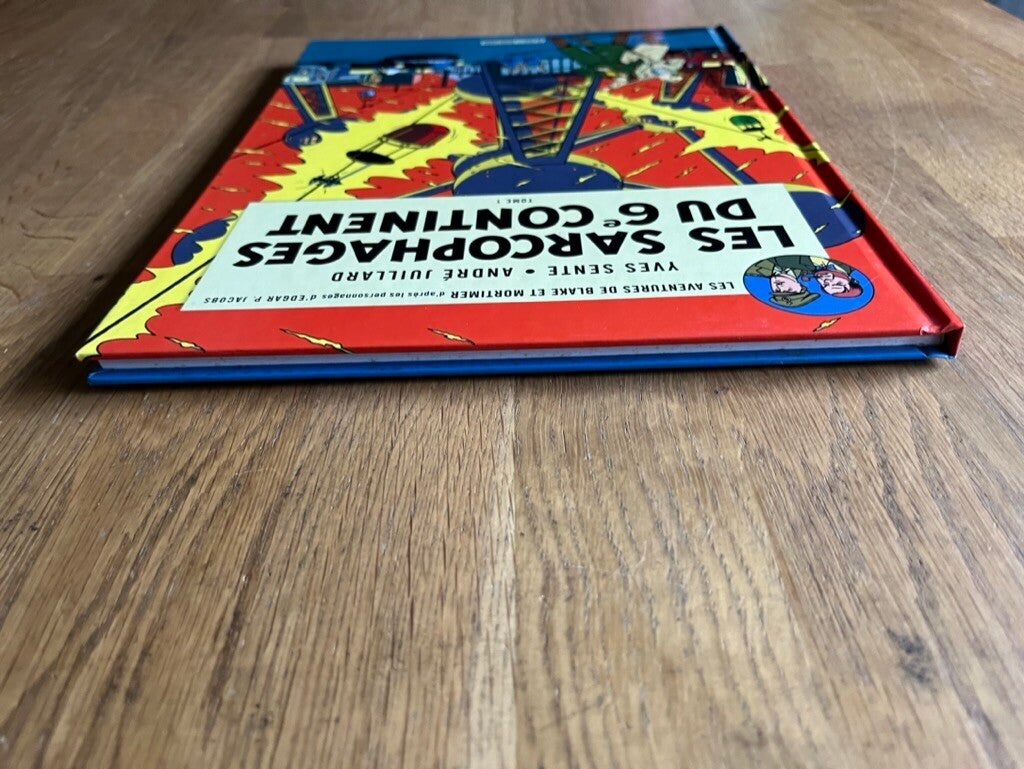 LES AVENTURES DE BLAKE ET MORTIMER d'après les personnages d'EDGAR P. JACOBS
YVES SENTE • ANDRÉ JUILLARD
LES SARCOPHAGES
DU 6e CONTINENT
TOME 1